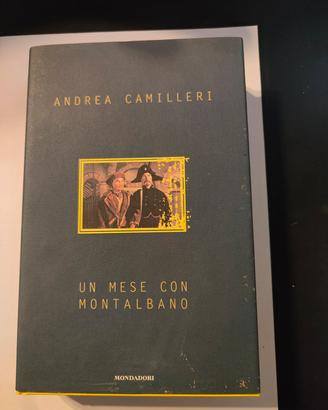 ANDREA CAMILLERI
UN MESE CON
MONTALBANO
MONDADORI